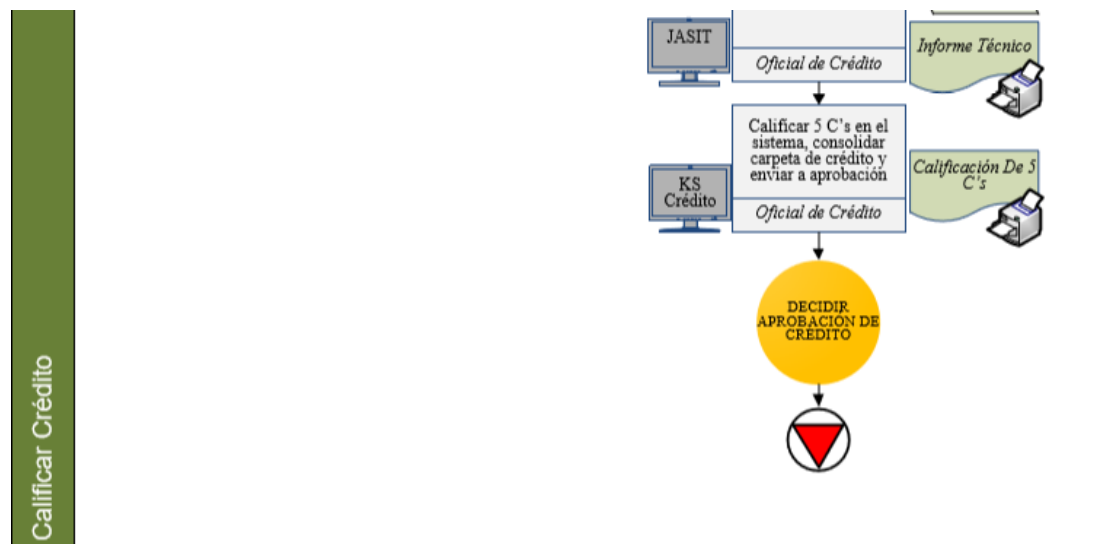 JASIT
Oficial de Crédito
Informe Técnico
Calificar 5 C's en el
sistema, consolidar
carpeta de crédito y
enviar a aprobación
KS
Crédito
Oficial de Crédito
Calificación De 5
C's
DECIDIR
APROBACIÓN DE
CRÉDITO
Calificar Crédito